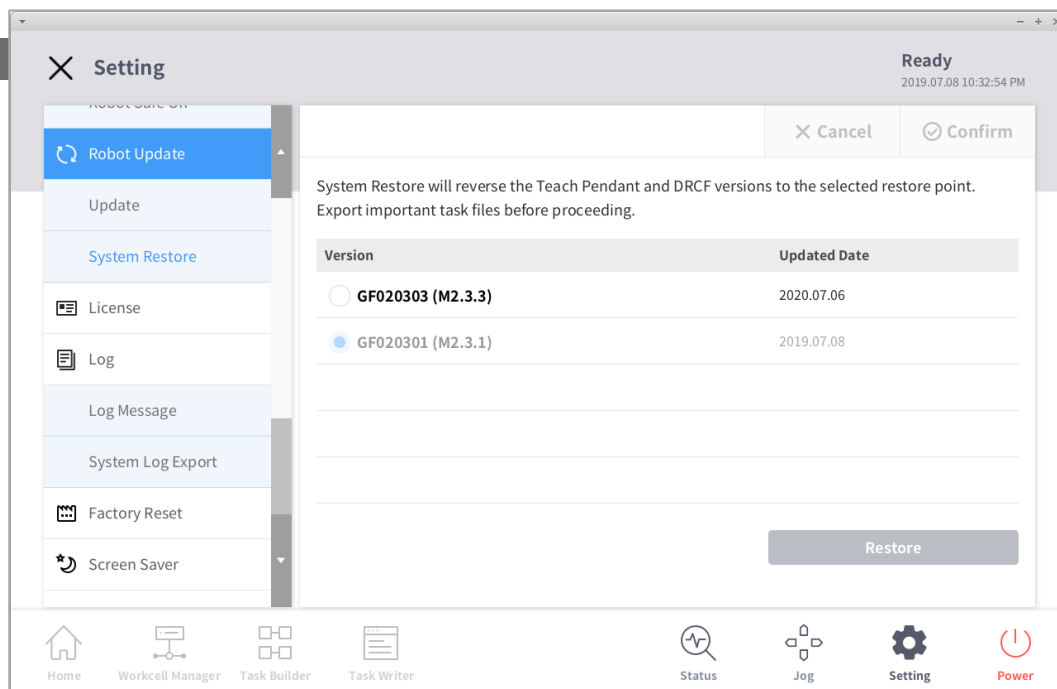 Setting
Ready
2019.07.08 10:32:54 PM
Robot Update
Update
System Restore
License
Log
Log Message
System Log Export
Factory Reset
Screen Saver
Cancel
Confirm
System Restore will reverse the Teach Pendant and DRCF versions to the selected restore point.
Export important task files before proceeding.
Version Updated Date
GF020303 (M2.3.3) 2020.07.06
GF020301 (M2.3.1) 2019.07.08
Restore
Home
Workcell Manager
Task Builder
Task Writer
Status
Jog
Setting
Power